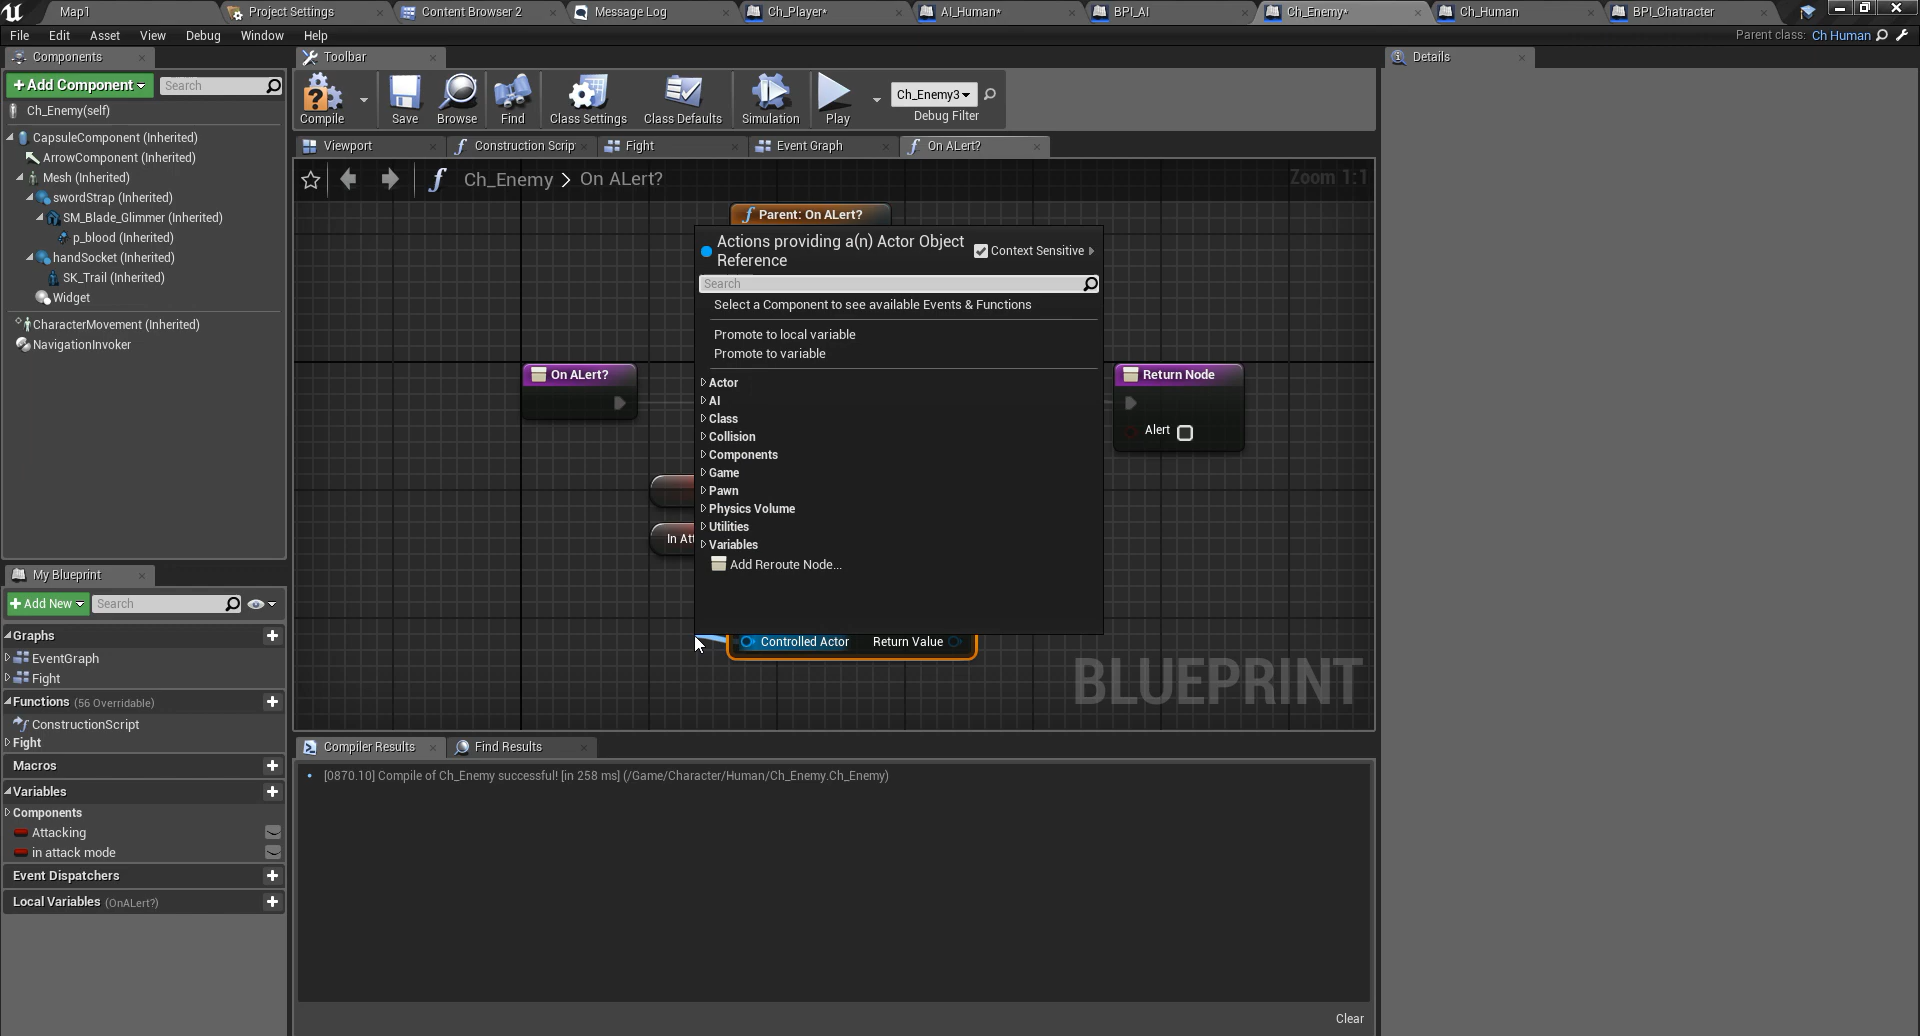 Map1
Project Settings
Content Browser 2
Message Log
Ch_Player*
AI_Human*
BPI_AI
Ch_Enemy*
Ch_Human
BPI_Chatracter
File Edit Asset View Debug Window Help
Parent class: Ch Human
Components
Toolbar
Details
+Add Component
Search
Ch_Enemy(self)
CapsuleComponent (Inherited)
ArrowComponent (Inherited)
Mesh (Inherited)
swordStrap (Inherited)
SM_Blade_Glimmer (Inherited)
p_blood (Inherited)
handSocket (Inherited)
SK_Trail (Inherited)
Widget
CharacterMovement (Inherited)
NavigationInvoker
Compile
Save
Browse
Find
Class Settings
Class Defaults
Simulation
Play
Ch_Enemy3
Debug Filter
Viewport
Construction Scrip
Fight
Event Graph
On ALert?
Ch_Enemy > On ALert?
Zoom 1:1
Parent: On ALert?
Actions providing a(n) Actor Object
Reference
Context Sensitive
Search
Select a Component to see available Events & Functions
Promote to local variable
Promote to variable
Actor
AI
Class
Collision
Components
Game
Pawn
Physics Volume
Utilities
Variables
Add Reroute Node...
On ALert?
Return Node
Alert
In Att
Controlled Actor
Return Value
BLUEPRINT
My Blueprint
+Add New
Search
Graphs
EventGraph
Fight
Functions (56 Overridable)
ConstructionScript
Fight
Macros
Variables
Components
Attacking
in attack mode
Event Dispatchers
Local Variables (OnALert?)
Compiler Results
Find Results
[0870.10] Compile of Ch_Enemy successful! [in 258 ms] (/Game/Character/Human/Ch_Enemy.Ch_Enemy)
Clear